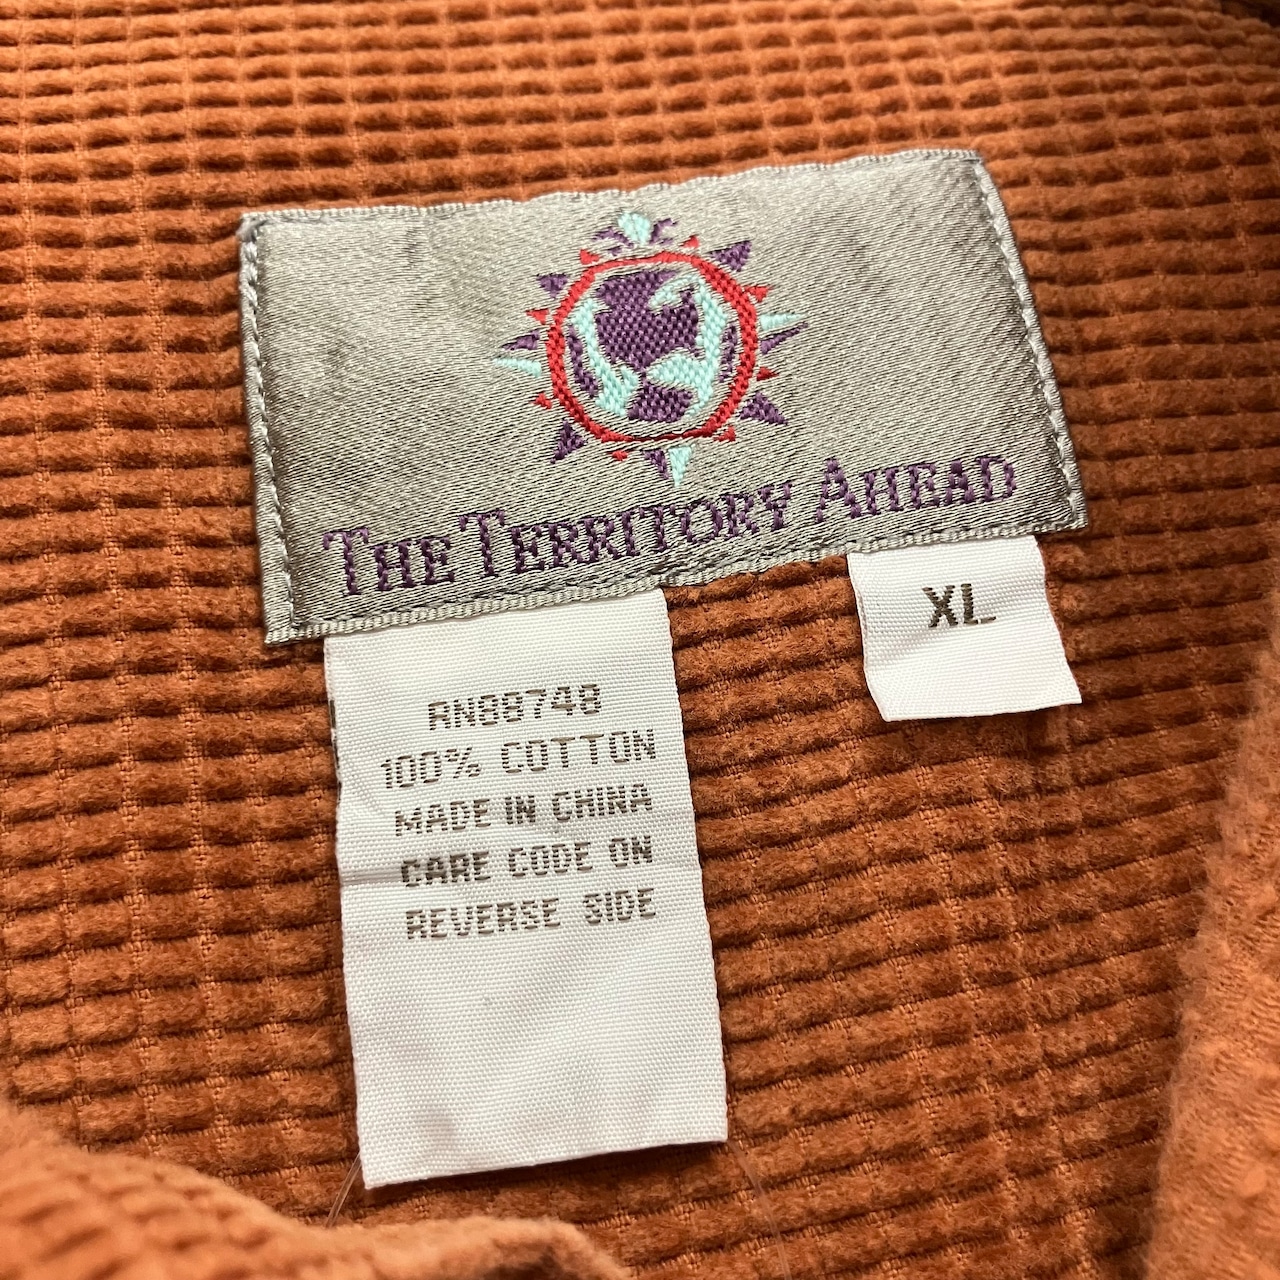 THE TERRITORY AHEAD
XL
RN88748
100% COTTON
MADE IN CHINA
CARE CODE ON
REVERSE SIDE